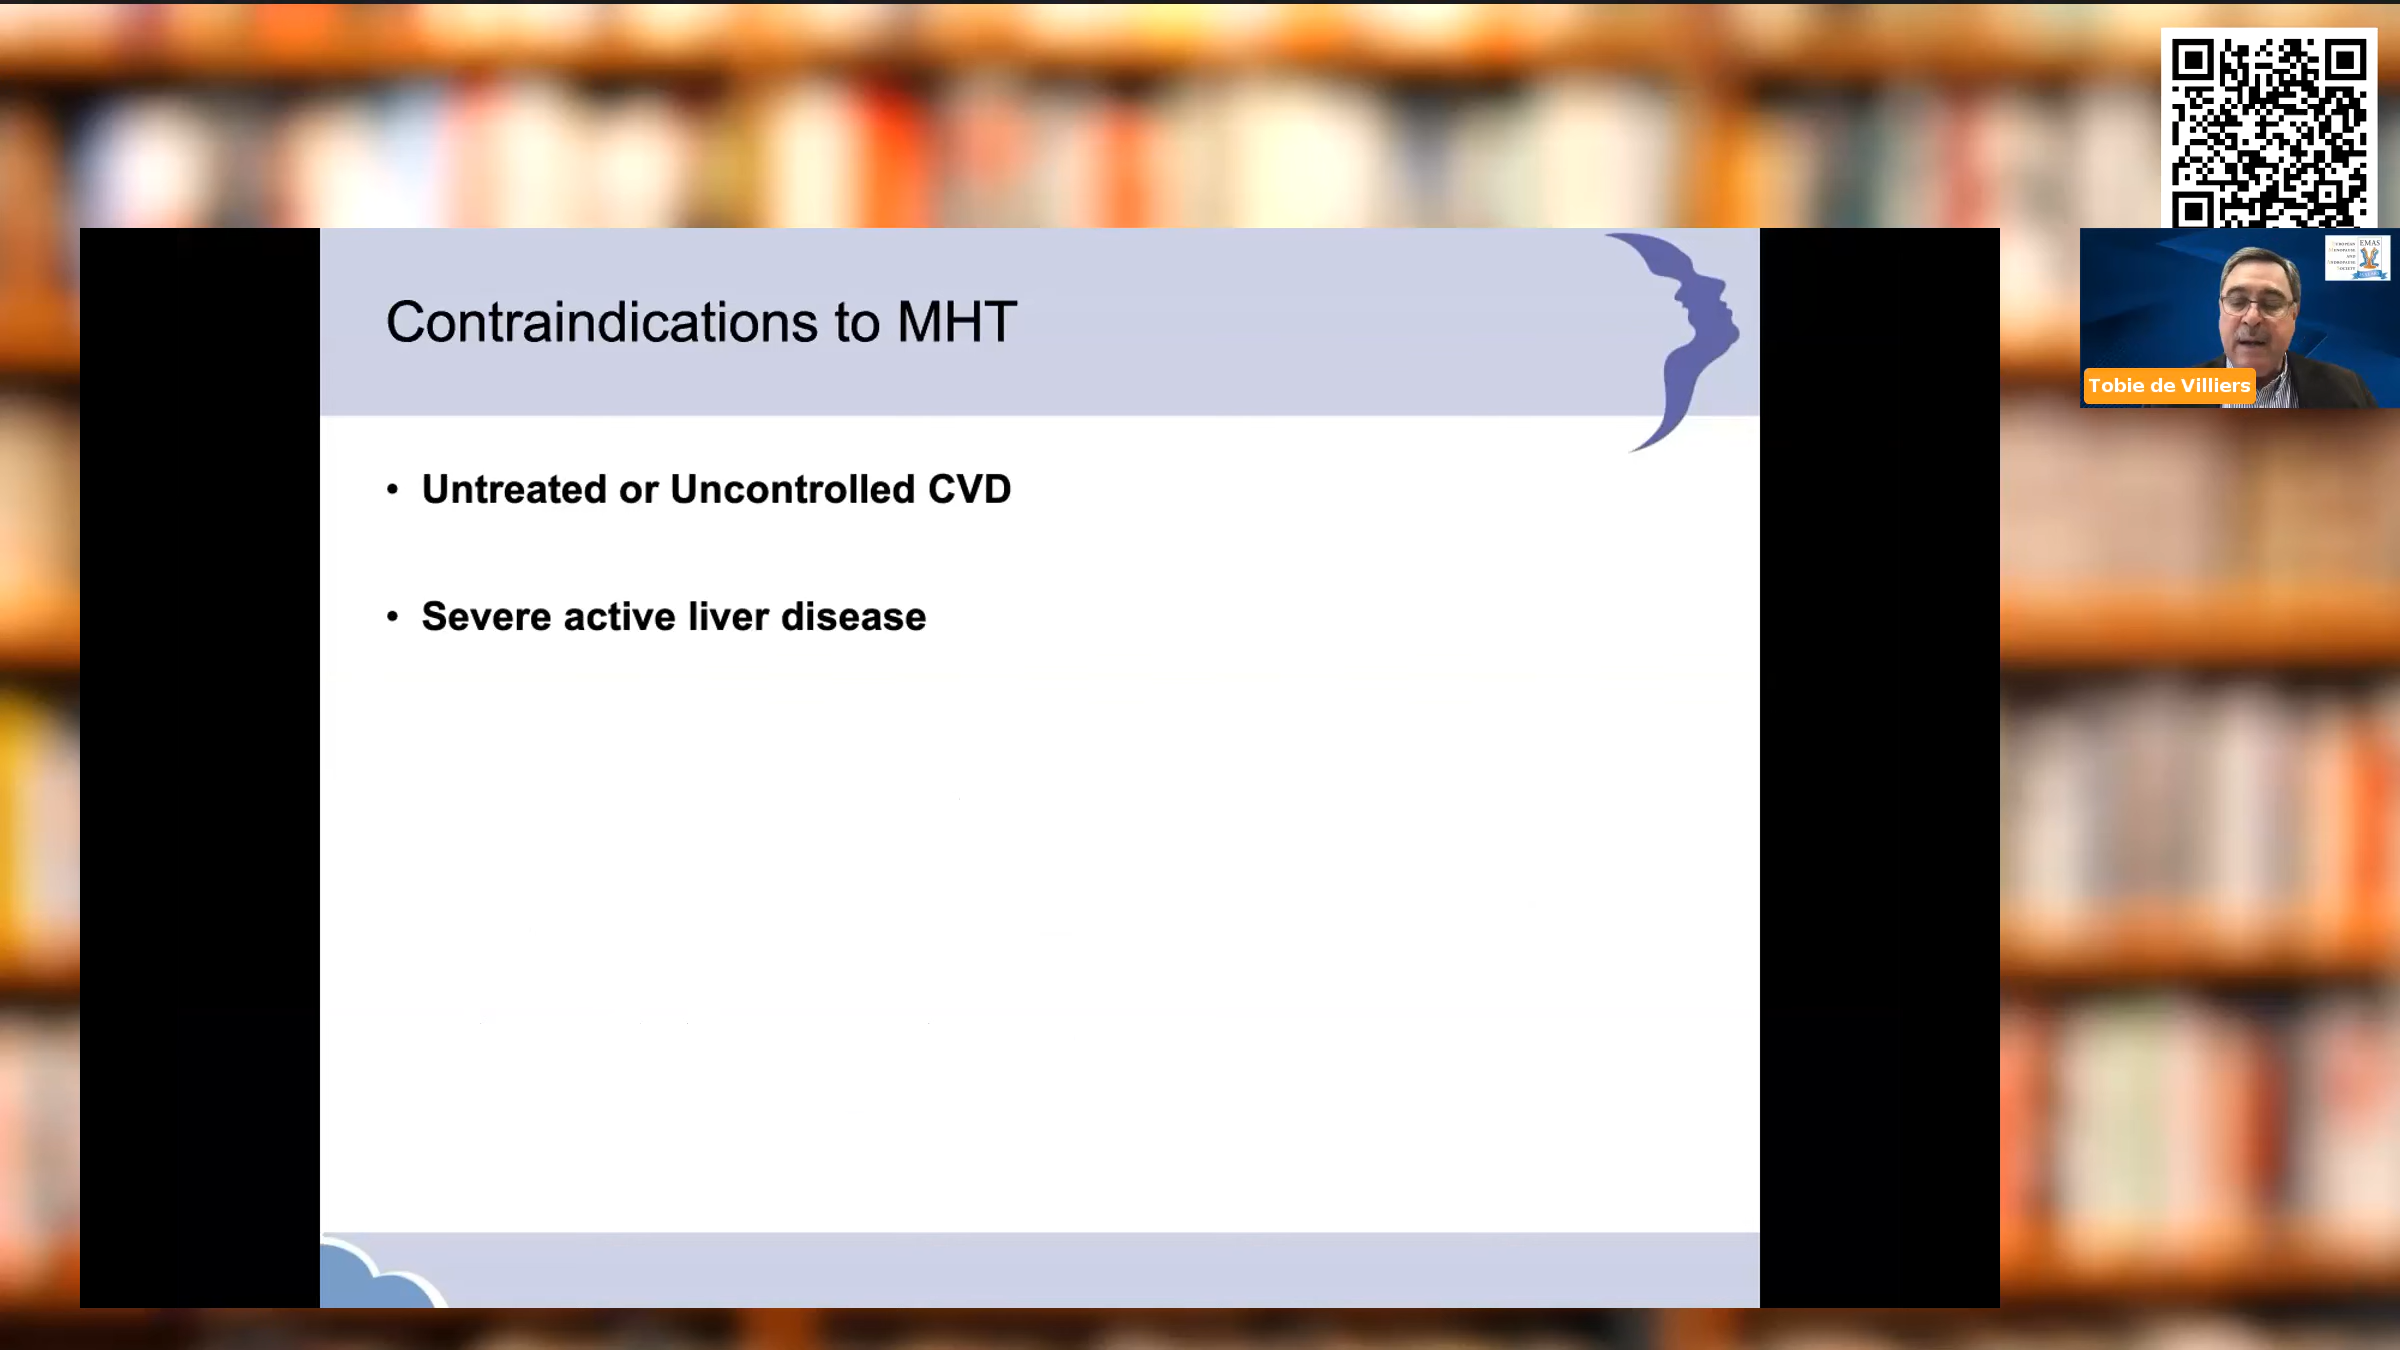 Contraindications to MHT
• Untreated or Uncontrolled CVD
• Severe active liver disease
EMAS
Tobie de Villiers